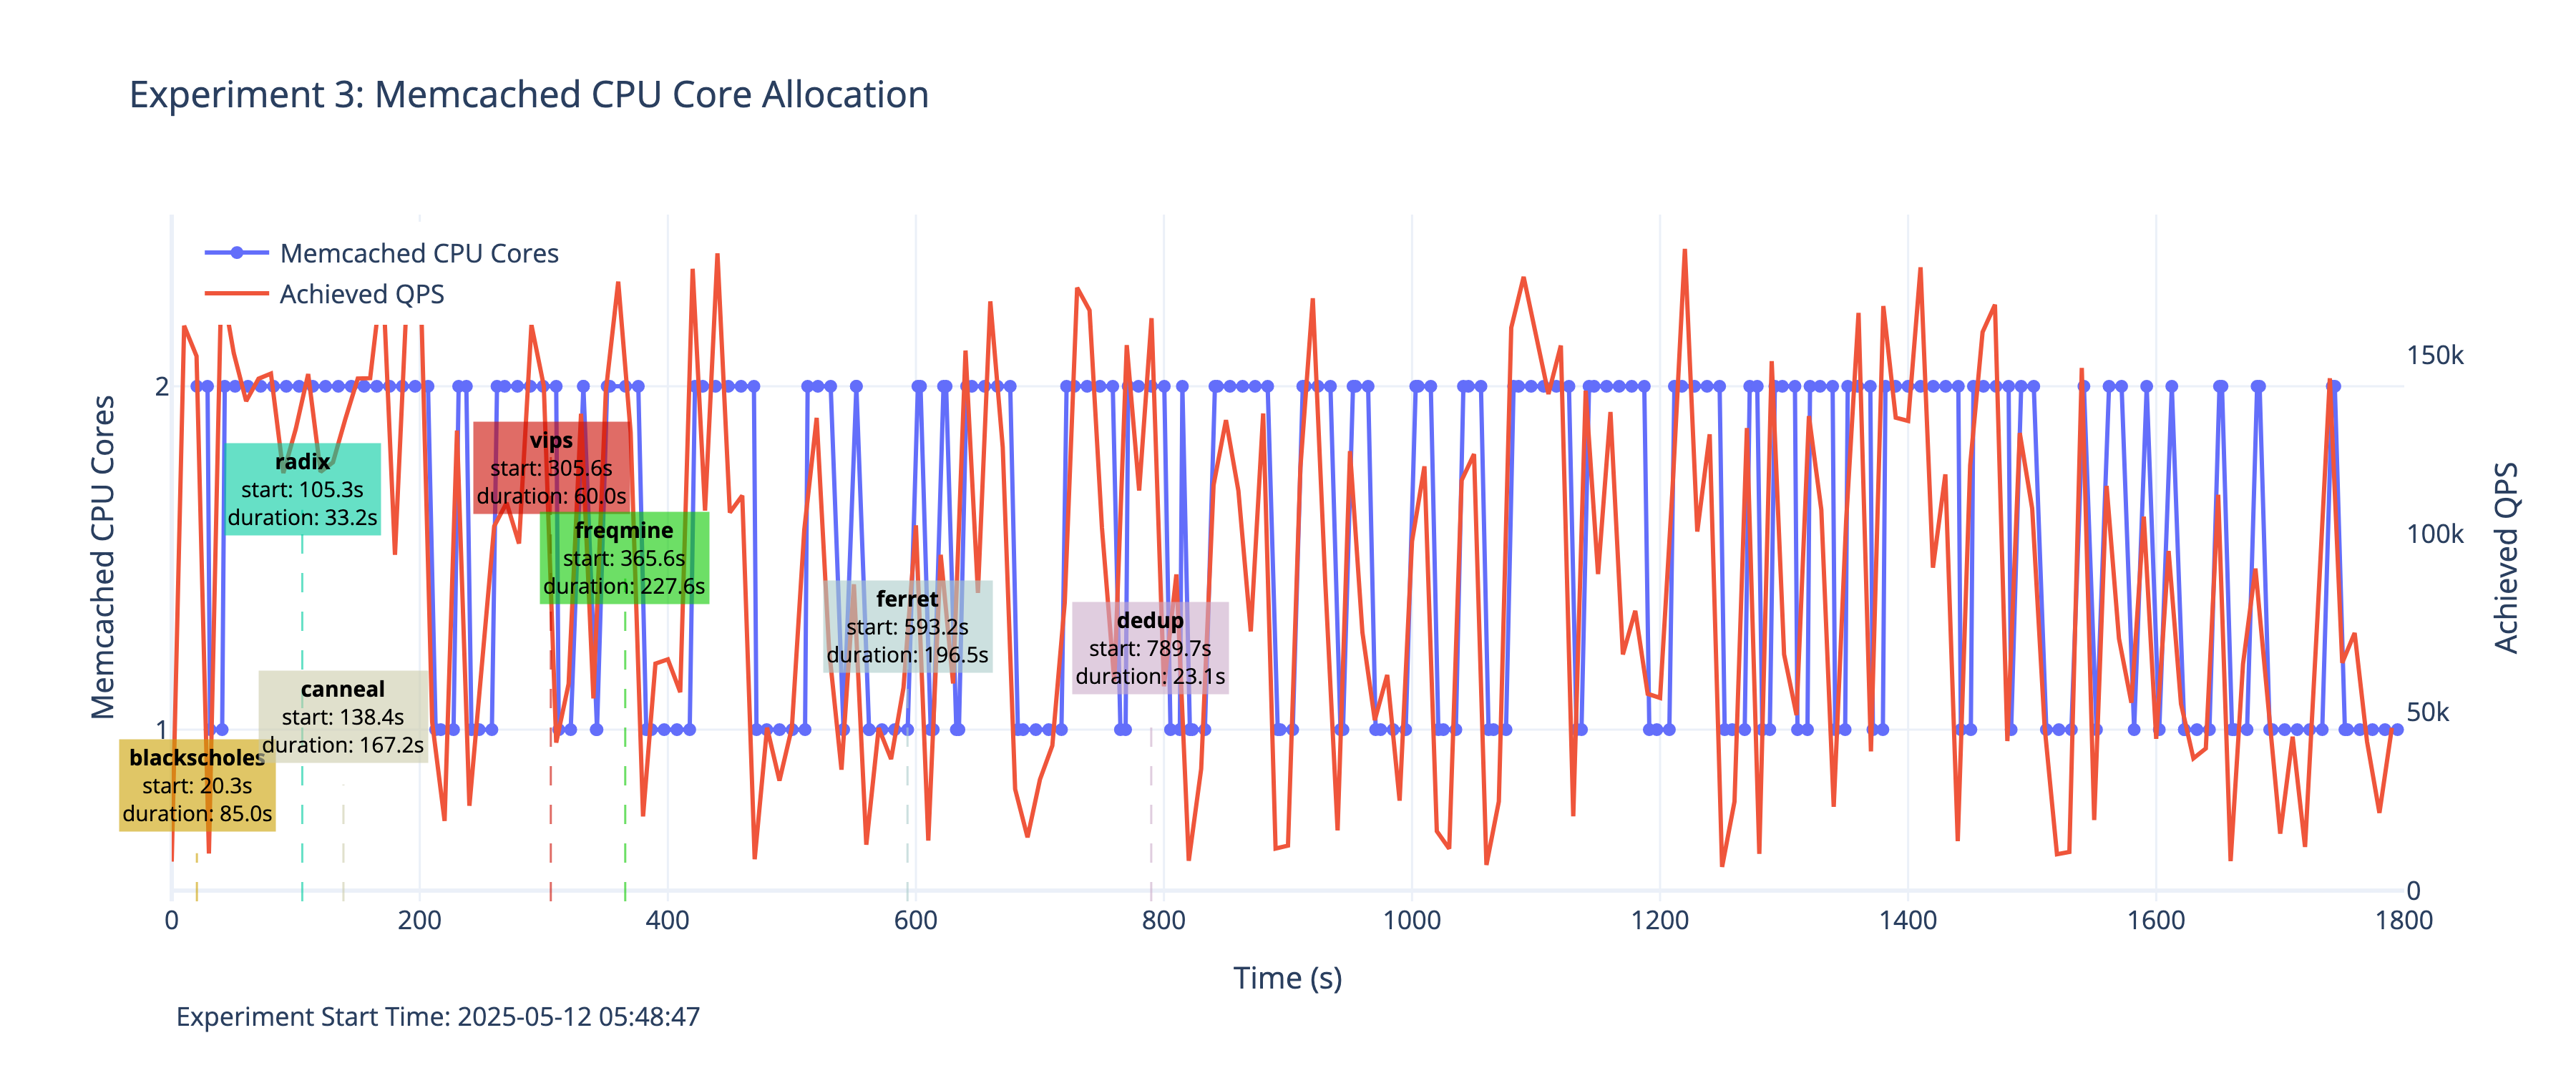 Experiment 3: Memcached CPU Core Allocation
Memcached CPU Cores
Achieved QPS
2
1
Memcached CPU Cores
150k
100k
50k
0
Achieved QPS
radix
start: 105.3s
duration: 33.2s
vips
start: 305.6s
duration: 60.0s
freqmine
start: 365.6s
duration: 227.6s
ferret
start: 593.2s
duration: 196.5s
dedup
start: 789.7s
duration: 23.1s
canneal
start: 138.4s
duration: 167.2s
blackscholes
start: 20.3s
duration: 85.0s
0 200 400 600 800 1000 1200 1400 1600 1800
Time (s)
Experiment Start Time: 2025-05-12 05:48:47